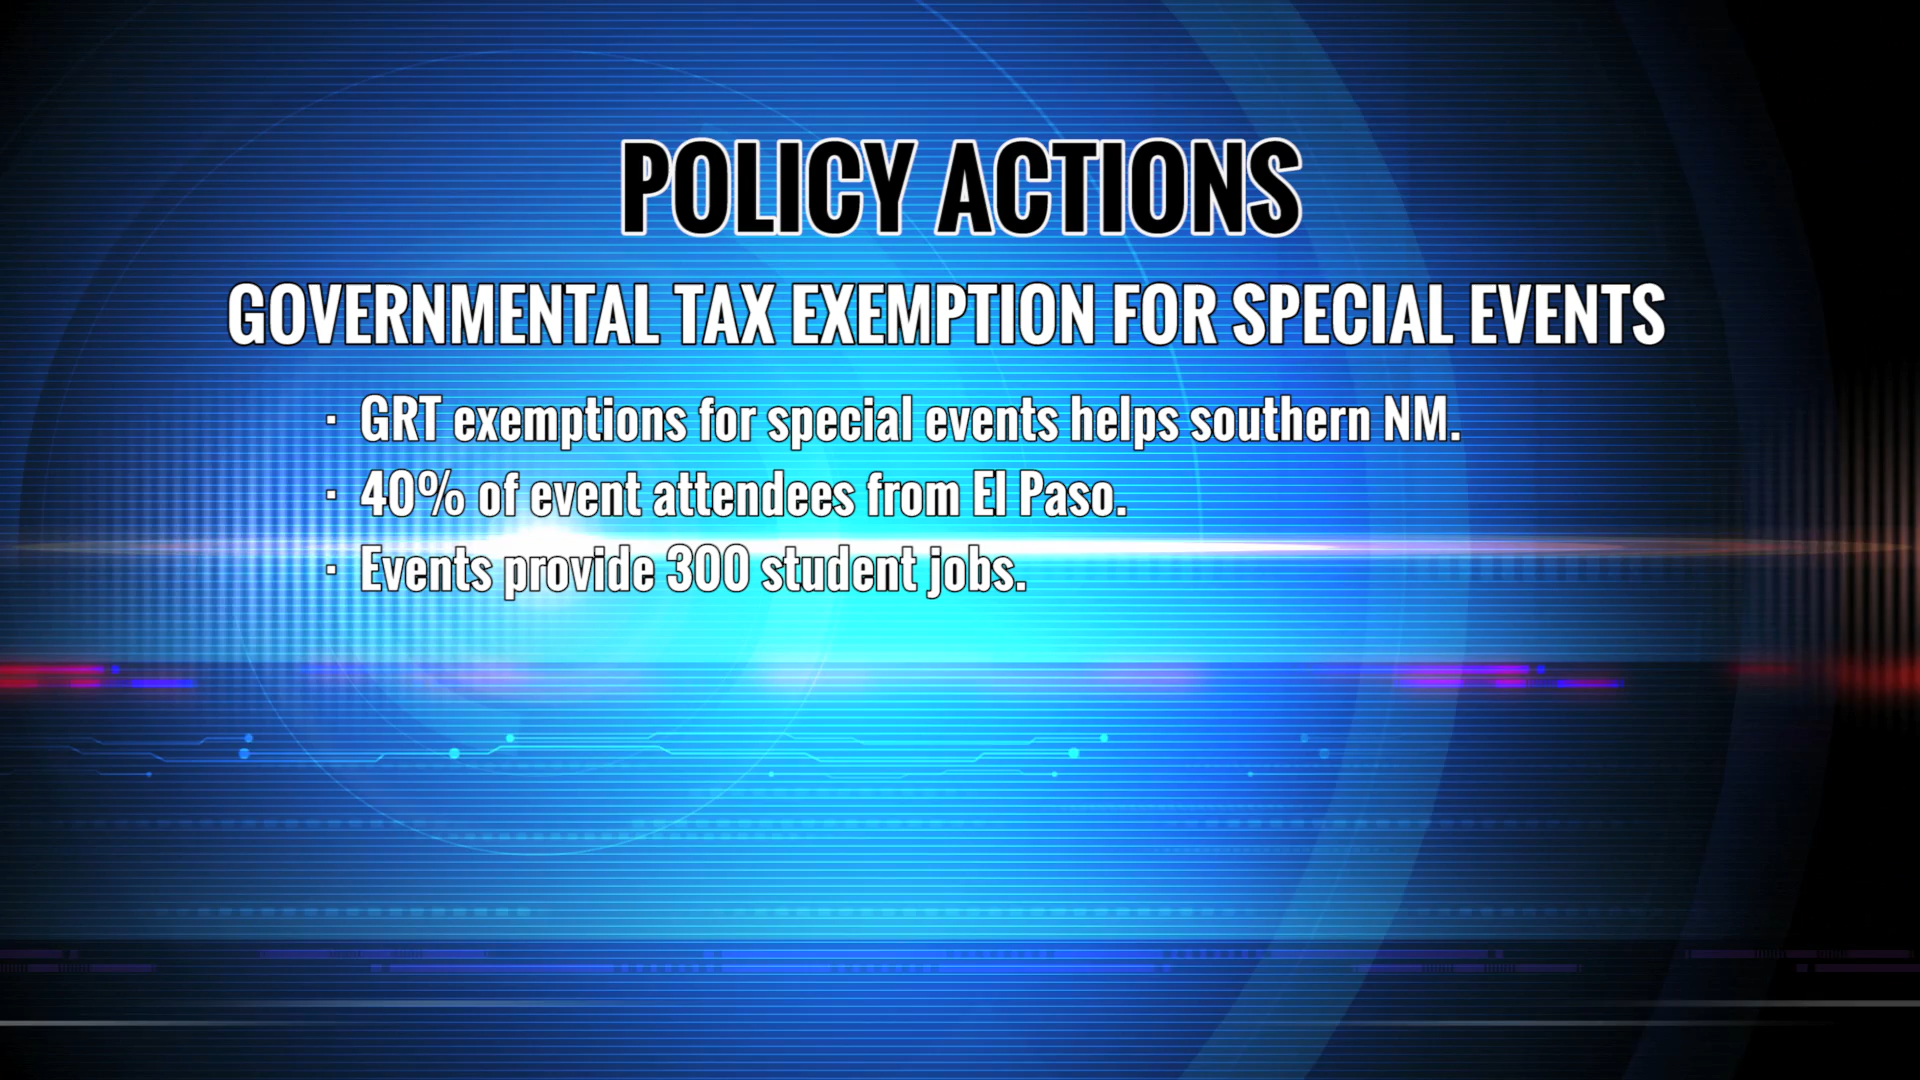 POLICY ACTIONS
GOVERNMENTAL TAX EXEMPTION FOR SPECIAL EVENTS
· GRT exemptions for special events helps southern NM.
· 40% of event attendees from El Paso.
· Events provide 300 student jobs.